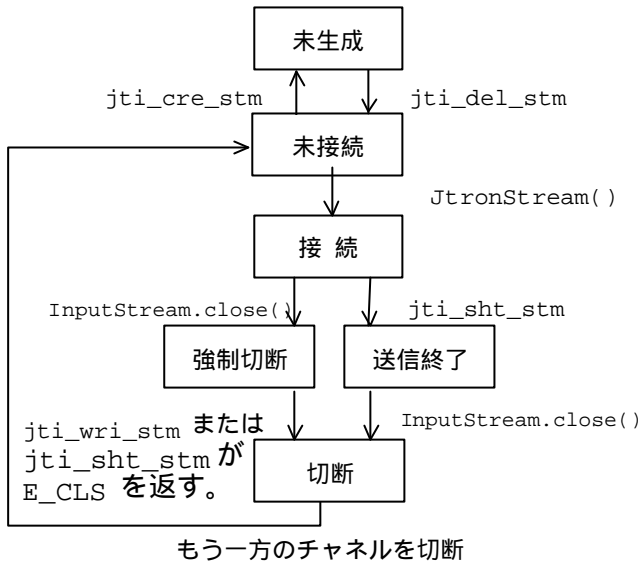 未生成
jti_cre_stm
jti_del_stm
未接続
JtronStream()
接 続
InputStream.close()
jti_sht_stm
強制切断
送信終了
jti_wri_stm または
jti_sht_stm が
E_CLS を返す。
InputStream.close()
切断
もう一方のチャネルを切断